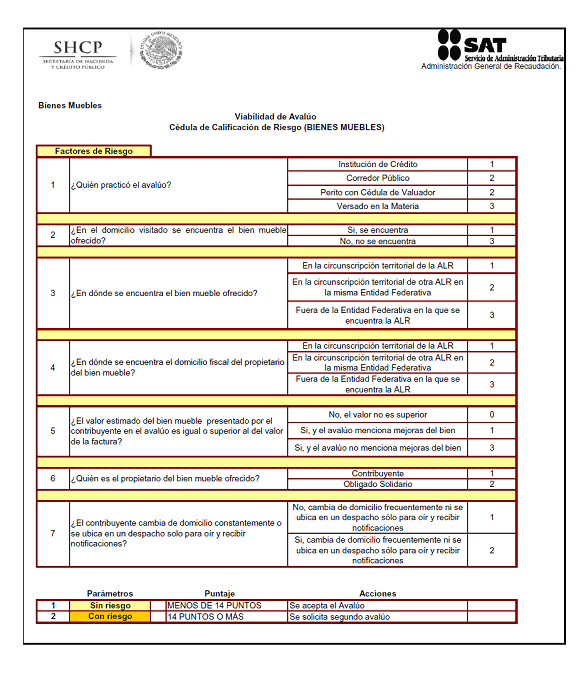 SHCP
SECRETARÍA DE HACIENDA
Y CRÉDITO PÚBLICO
SAT
Servicio de Administración Tributaria
Administración General de Recaudación.
Bienes Muebles
Viabilidad de Avalúo
Cédula de Calificación de Riesgo (BIENES MUEBLES)
Factores de Riesgo
1 ¿Quién practicó el avalúo?
Institución de Crédito 1
Corredor Público 2
Perito con Cédula de Valuador 2
Versado en la Materia 3
2 ¿En el domicilio visitado se encuentra el bien mueble
ofrecido?
Si, se encuentra 1
No, no se encuentra 3
3 ¿En dónde se encuentra el bien mueble ofrecido?
En la circunscripción territorial de la ALR 1
En la circunscripción territorial de otra ALR en
la misma Entidad Federativa 2
Fuera de la Entidad Federativa en la que se
encuentra la ALR 3
4 ¿En dónde se encuentra el domicilio fiscal del propietario
del bien mueble?
En la circunscripción territorial de la ALR 1
En la circunscripción territorial de otra ALR en
la misma Entidad Federativa 2
Fuera de la Entidad Federativa en la que se
encuentra la ALR 3
5 ¿El valor estimado del bien mueble presentado por el
contribuyente en el avalúo es igual o superior al del valor
de la factura?
No, el valor no es superior 0
Si, y el avalúo menciona mejoras del bien 1
Si, y el avalúo no menciona mejoras del bien 3
6 ¿Quién es el propietario del bien mueble ofrecido?
Contribuyente 1
Obligado Solidario 2
7 ¿El contribuyente cambia de domicilio constantemente o
se ubica en un despacho solo para oír y recibir
notificaciones?
No, cambia de domicilio frecuentemente ni se
ubica en un despacho sólo para oír y recibir
notificaciones 1
Si, cambia de domicilio frecuentemente ni se
ubica en un despacho sólo para oír y recibir
notificaciones 2
Parámetros Puntaje Acciones
1 Sin riesgo MENOS DE 14 PUNTOS Se acepta el Avalúo
2 Con riesgo 14 PUNTOS O MÁS Se solicita segundo avalúo